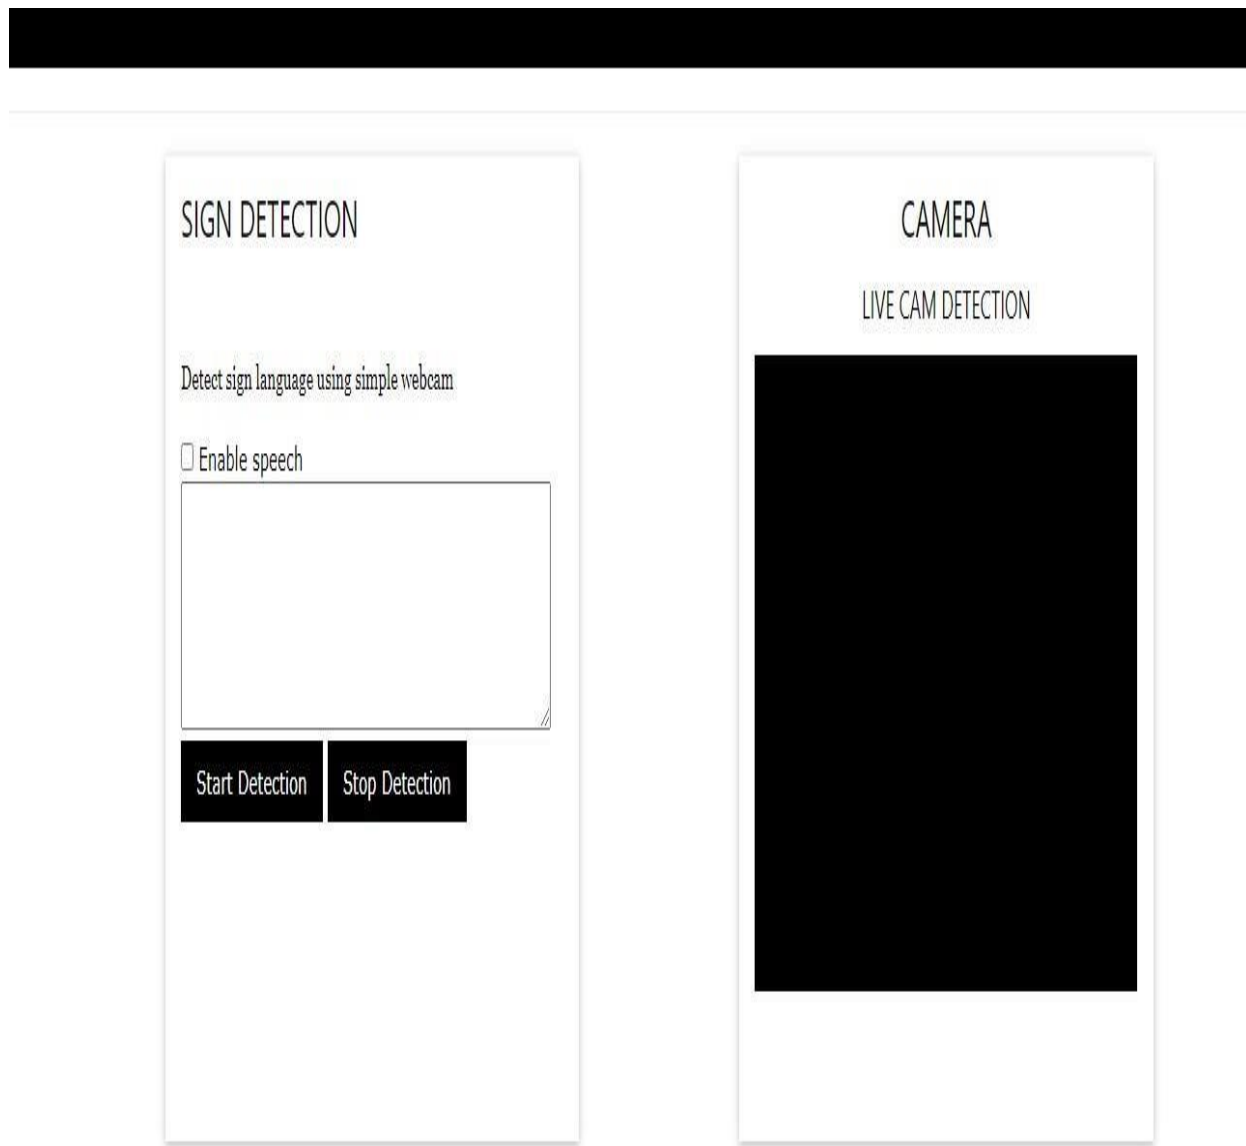 SIGN DETECTION
Detect sign language using simple webcam
Enable speech
Start Detection
Stop Detection
CAMERA
LIVE CAM DETECTION